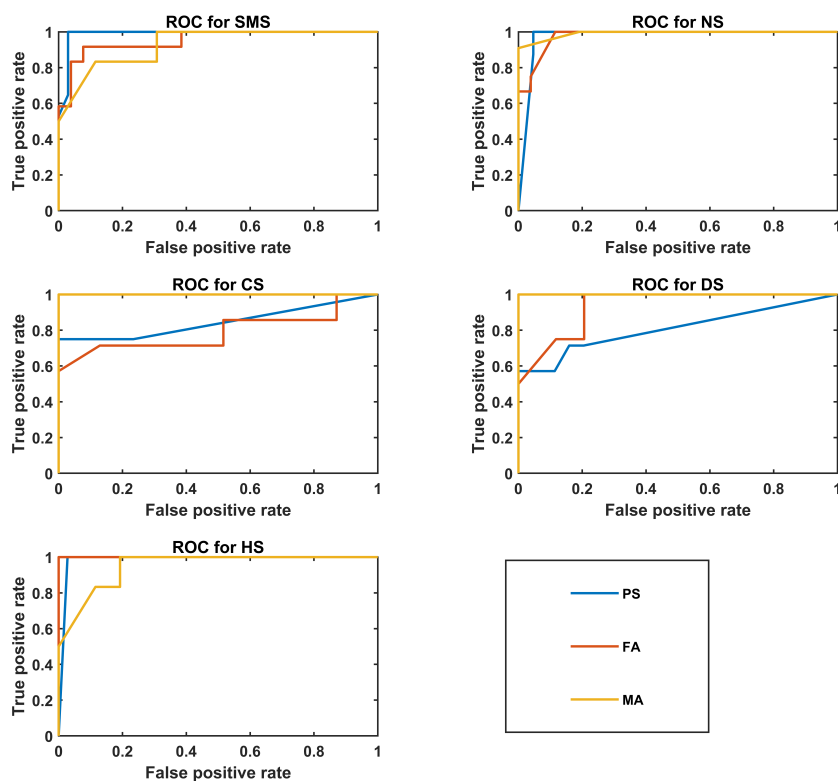 ROC for SMS
1
0.8
0.6
0.4
0.2
0
True positive rate
0 0.2 0.4 0.6 0.8 1
False positive rate
ROC for NS
1
0.8
0.6
0.4
0.2
0
True positive rate
0 0.2 0.4 0.6 0.8 1
False positive rate
ROC for CS
1
0.8
0.6
0.4
0.2
0
True positive rate
0 0.2 0.4 0.6 0.8 1
False positive rate
ROC for DS
1
0.8
0.6
0.4
0.2
0
True positive rate
0 0.2 0.4 0.6 0.8 1
False positive rate
ROC for HS
1
0.8
0.6
0.4
0.2
0
True positive rate
0 0.2 0.4 0.6 0.8 1
False positive rate
PS
FA
MA